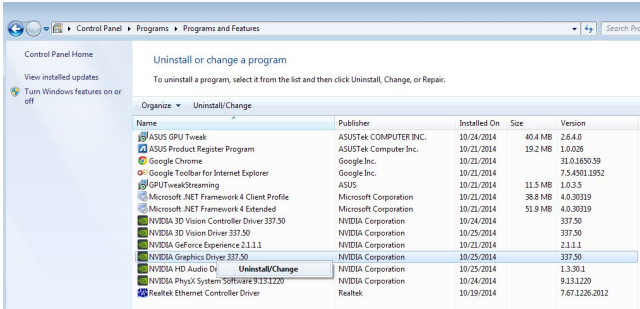 Control Panel ▸ Programs ▸ Programs and Features
Search Pro
Control Panel Home
View installed updates
Turn Windows features on or
off
Uninstall or change a program
To uninstall a program, select it from the list and then click Uninstall, Change, or Repair.
Organize Uninstall/Change
Name Publisher Installed On Size Version
ASUS GPU Tweak ASUSTek COMPUTER INC. 10/24/2014 40.4 MB 2.6.4.0
ASUS Product Register Program ASUSTek Computer Inc. 10/21/2014 19.2 MB 1.0.026
Google Chrome Google Inc. 10/21/2014 31.0.1650.59
Google Toolbar for Internet Explorer Google Inc. 10/21/2014 7.5.4501.1952
GPUTweakStreaming ASUS 10/21/2014 11.5 MB 1.0.3.5
Microsoft .NET Framework 4 Client Profile Microsoft Corporation 10/21/2014 38.8 MB 4.0.30319
Microsoft .NET Framework 4 Extended Microsoft Corporation 10/21/2014 51.9 MB 4.0.30319
NVIDIA 3D Vision Controller Driver 337.50 NVIDIA Corporation 10/24/2014 337.50
NVIDIA 3D Vision Driver 337.50 NVIDIA Corporation 10/25/2014 337.50
NVIDIA GeForce Experience 2.1.1.1 NVIDIA Corporation 10/21/2014 2.1.1.1
NVIDIA Graphics Driver 337.50 NVIDIA Corporation 10/25/2014 337.50
NVIDIA HD Audio Dr Uninstall/Change NVIDIA Corporation 10/25/2014 1.3.30.1
NVIDIA PhysX System Software 9.13.1220 NVIDIA Corporation 10/24/2014 9.13.1220
Realtek Ethernet Controller Driver Realtek 10/19/2014 7.67.1226.2012